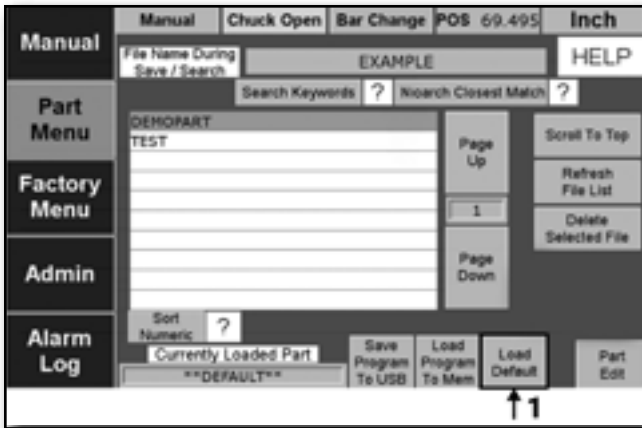 Manual
Part
Menu
Factory
Menu
Admin
Alarm
Log
Manual
Chuck Open
Bar Change
POS 69.495
Inch
File Name During
Save / Search
EXAMPLE
HELP
Search Keywords
?
Closest Match
?
DEMOPART
TEST
Page
Up
1
Page
Down
Scroll To Top
Refresh
File List
Delete
Selected File
Sort
Numeric
?
Currently Loaded Part
**DEFAULT**
Save
Program
To USB
Load
Program
To Mem
Load
Default
Part
Edit
1